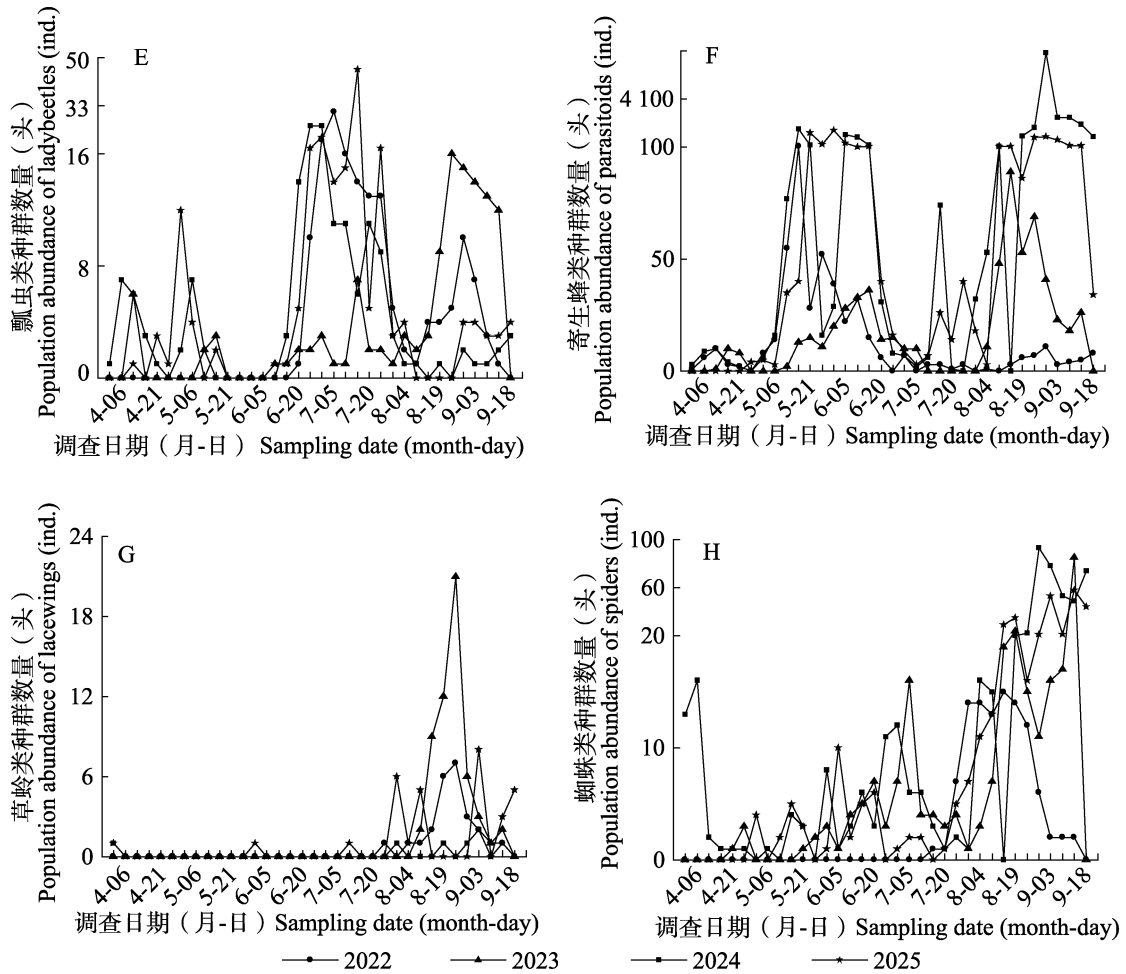 E
瓢虫类种群数量（头）
Population abundance of ladybeetles (ind.)
50
33
16
8
0
4-06 4-21 5-06 5-21 6-05 6-20 7-05 7-20 8-04 8-19 9-03 9-18
调查日期（月-日） Sampling date (month-day)
F
寄生蜂类种群数量（头）
Population abundance of parasitoids (ind.)
4 100
100
50
0
4-06 4-21 5-06 5-21 6-05 6-20 7-05 7-20 8-04 8-19 9-03 9-18
调查日期（月-日）Sampling date (month-day)
G
草蛉类种群数量（头）
Population abundance of lacewings (ind.)
24
18
12
6
0
4-06 4-21 5-06 5-21 6-05 6-20 7-05 7-20 8-04 8-19 9-03 9-18
调查日期（月-日）Sampling date (month-day)
H
蜘蛛类种群数量（头）
Population abundance of spiders (ind.)
100
60
20
10
0
4-06 4-21 5-06 5-21 6-05 6-20 7-05 7-20 8-04 8-19 9-03 9-18
调查日期（月-日）Sampling date (month-day)
2022 2023 2024 2025